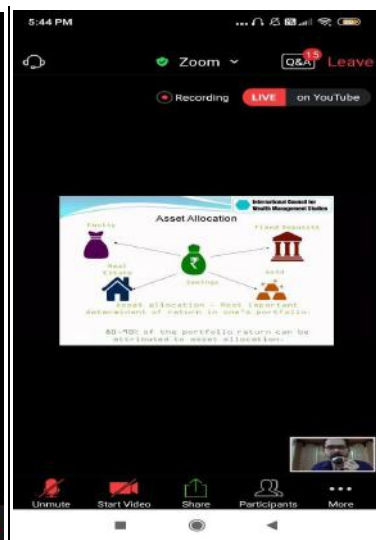 5:44 PM
Zoom
Q&A
15
Leave
Recording
LIVE
on YouTube
International Council for
Wealth Management Studies
Asset Allocation
Equity
Fixed Deposits
₹
Real
Estate
Savings
Gold
Asset allocation - Most important
determinant of return in one's portfolio.
80-90% of the portfolio return can be
attributed to asset allocation.
Unmute
Start Video
Share
Participants
More